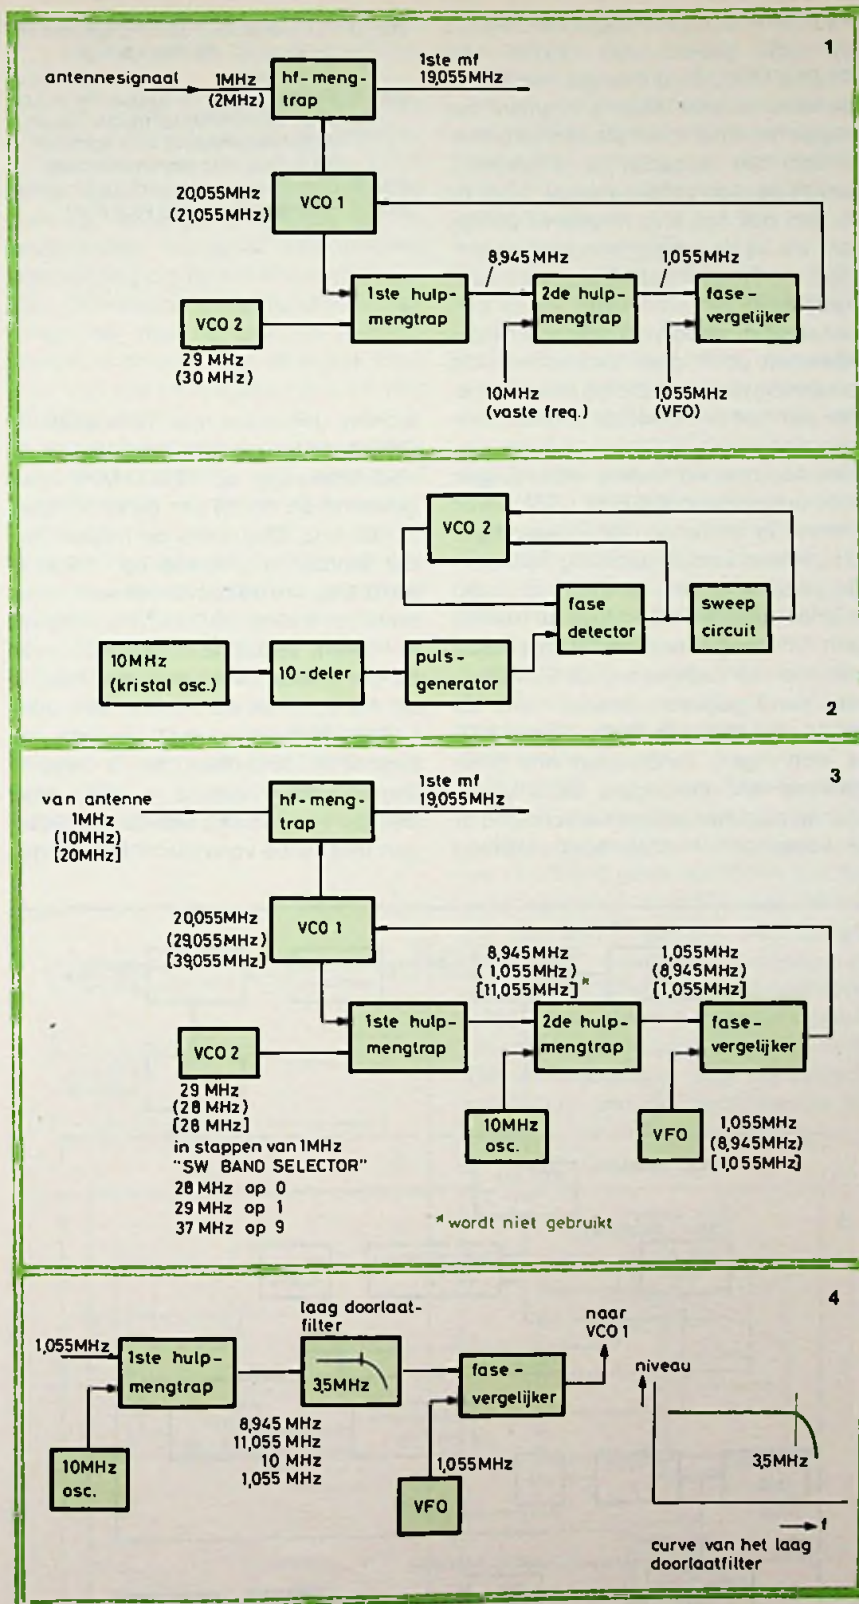 1
antennesignaal
1MHz
(2MHz)
hf-meng-
trap
1ste mf
19,055MHz
20,055MHz
(21,055MHz)
VCO 1
8,945MHz
1,055MHz
1ste hulp-
mengtrap
2de hulp-
mengtrap
fase-
vergelijker
VCO 2
29 MHz
(30 MHz)
10MHz
(vaste freq.)
1,055MHz
(VFO)
VCO 2
fase
detector
sweep
circuit
10MHz
(kristal osc.)
10-deler
puls-
generator
2
3
van antenne
1MHz
(10MHz)
[20MHz]
hf-meng-
trap
1ste mf
19,055MHz
20,055MHz
(29,055MHz)
[39,055MHz]
VCO 1
8,945MHz
(1,055MHz)
[11,055MHz]*
1,055MHz
(8,945MHz)
[1,055MHz]
1ste hulp-
mengtrap
2de hulp-
mengtrap
fase-
vergelijker
VCO 2
29 MHz
(28 MHz)
[28 MHz]
in stappen van 1MHz
"SW BAND SELECTOR"
28 MHz op 0
29 MHz op 1
37 MHz op 9
10MHz
osc.
VFO
1,055MHz
(8,945MHz)
[1,055MHz]
*wordt niet gebruikt
4
1,055MHz
1ste hulp-
mengtrap
laag doorlaat-
filter
3,5MHz
fase-
vergelijker
naar
VCO 1
niveau
8,945 MHz
11,055 MHz
10 MHz
1,055 MHz
10MHz
osc.
1,055MHz
VFO
3,5MHz
f
curve van het laag
doorlaatfilter